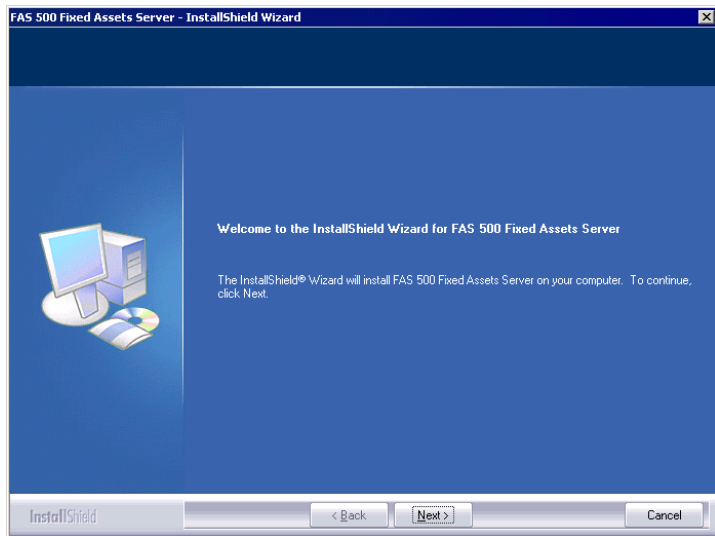 FAS 500 Fixed Assets Server - InstallShield Wizard
Welcome to the InstallShield Wizard for FAS 500 Fixed Assets Server
The InstallShield® Wizard will install FAS 500 Fixed Assets Server on your computer. To continue,
click Next.
InstallShield
< Back
Next >
Cancel